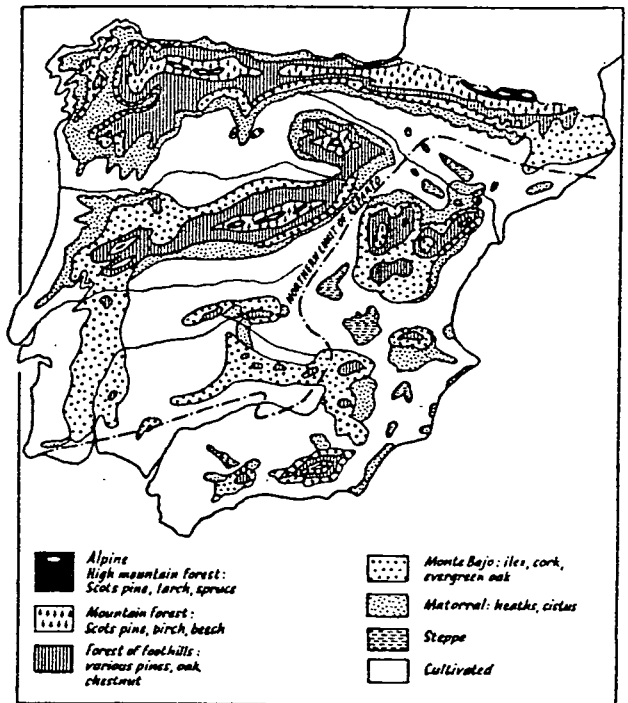 NORTHERN LIMIT OF
Alpine
High mountain forest:
Scots pine, larch, spruce
Mountain forest:
Scots pine, birch, beech
Forest of foothills:
various pines, oak
chestnut
Monte Bajo: ilex, cork,
evergreen oak
Matorral: heaths, cistus
Steppe
Cultivated